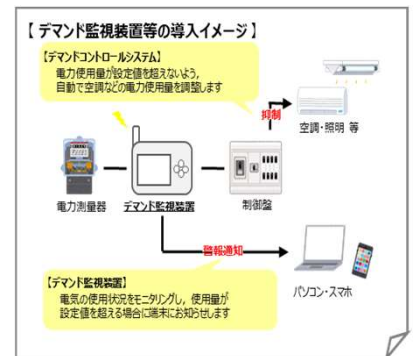 【 デマンド監視装置等の導入イメージ 】
【デマンドコントロールシステム】
電力使用量が設定値を超えないよう，
自動で空調などの電力使用量を調整します
抑制
空調・照明 等
電力測量器
デマンド監視装置
制御盤
警報通知
【デマンド監視装置】
電気の使用状況をモニタリングし，使用量が
設定値を超える場合に端末にお知らせします
パソコン・スマホ